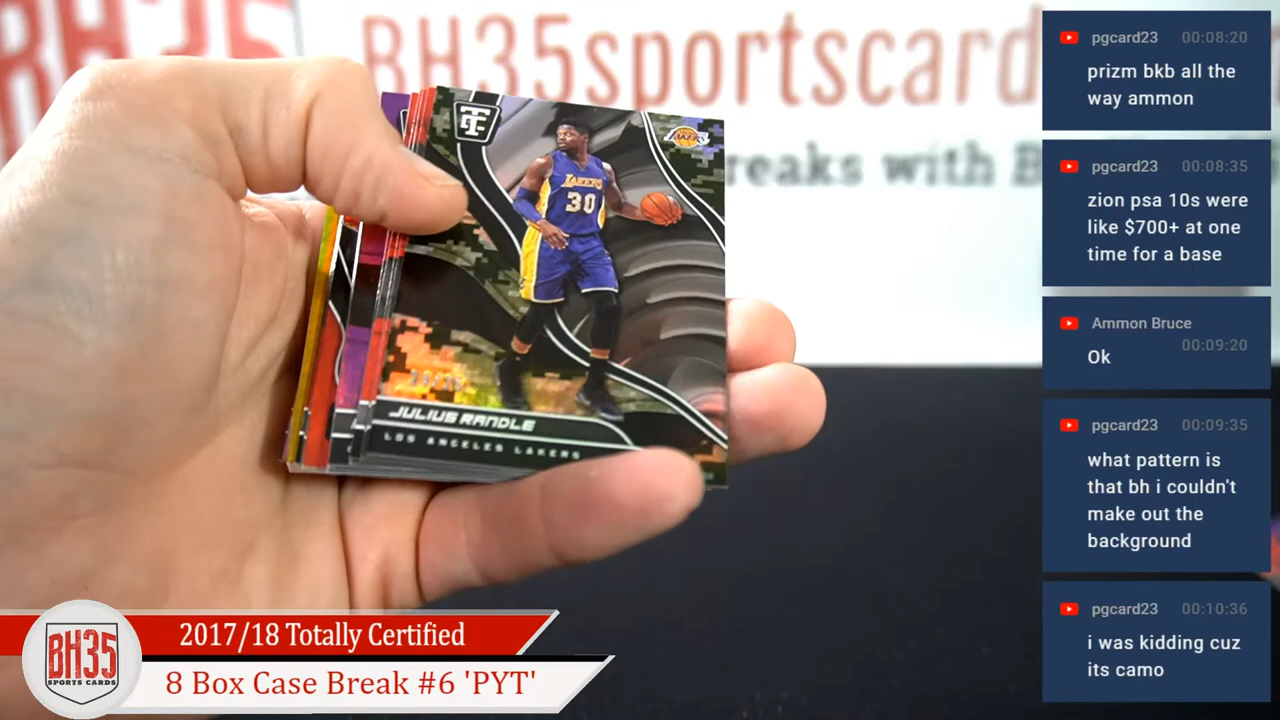 BH35
BH35sportscard
reaks with B
TC
LAKERS
LAKERS
30
JULIUS RANDLE
LOS ANGELES LAKERS
BH35
SPORTS CARDS
2017/18 Totally Certified
8 Box Case Break #6 'PYT'
pgcard23 00:08:20
prizm bkb all the
way ammon
pgcard23 00:08:35
zion psa 10s were
like $700+ at one
time for a base
Ammon Bruce
00:09:20
Ok
pgcard23 00:09:35
what pattern is
that bh i couldn't
make out the
background
pgcard23 00:10:36
i was kidding cuz
its camo